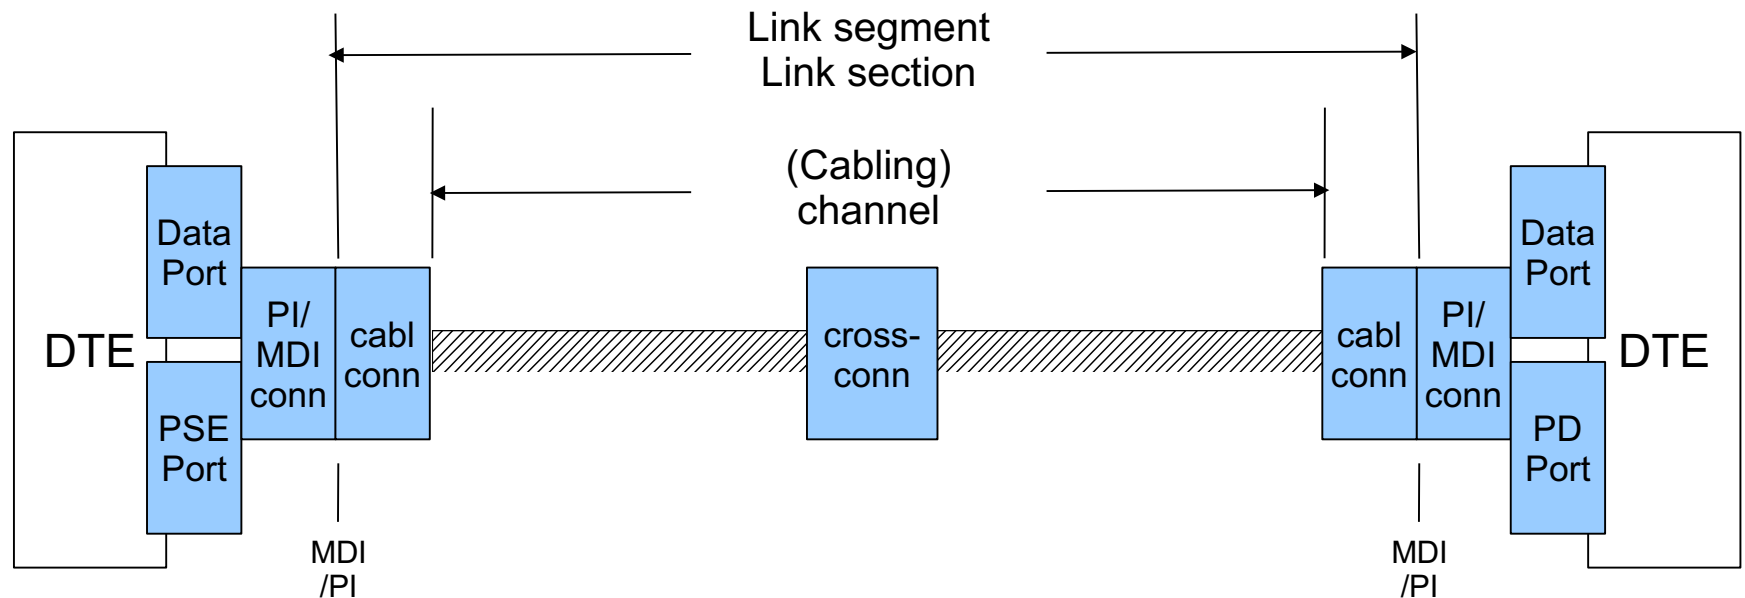 Link segment
Link section
(Cabling)
channel
DTE
Data
Port
PSE
Port
PI/
MDI
conn
cabl
conn
cross-
conn
cabl
conn
PI/
MDI
conn
Data
Port
PD
Port
DTE
MDI
/PI
MDI
/PI